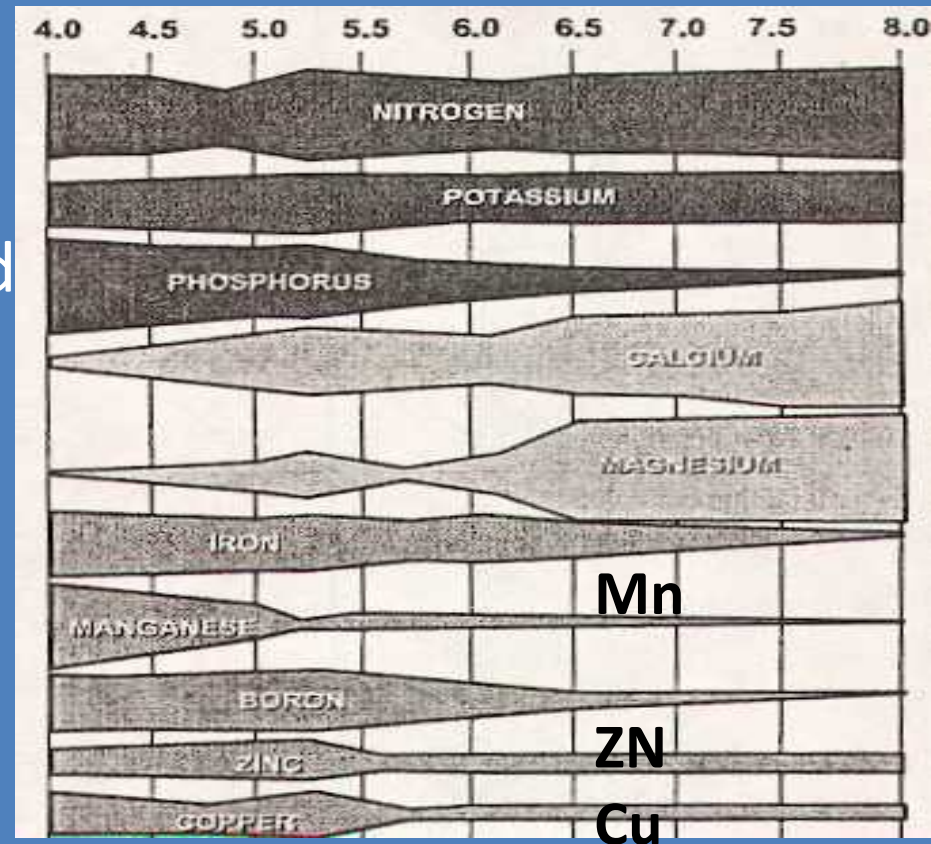 4.0 4.5 5.0 5.5 6.0 6.5 7.0 7.5 8.0
NITROGEN
POTASSIUM
d
PHOSPHORUS
CALCIUM
MAGNESIUM
IRON
Mn
MANGANESE
BORON
ZN
ZINC
COPPER
Cu